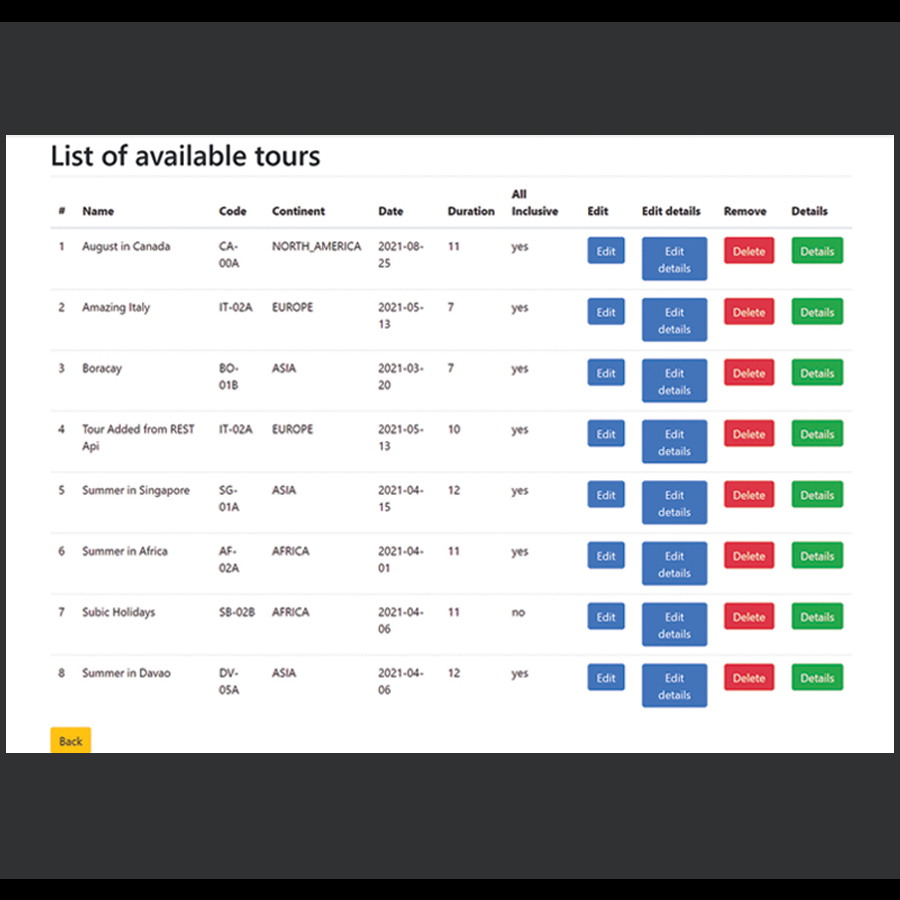 List of available tours
All
# Name Code Continent Date Duration Inclusive Edit Edit details Remove Details
1 August in Canada CA- NORTH_AMERICA 2021-08- 11 yes Edit Edit Delete Details
00A 25 details
2 Amazing Italy IT-02A EUROPE 2021-05- 7 yes Edit Edit Delete Details
13 details
3 Boracay BO- ASIA 2021-03- 7 yes Edit Edit Delete Details
01B 20 details
4 Tour Added from REST IT-02A EUROPE 2021-05- 10 yes Edit Edit Delete Details
Api 13 details
5 Summer in Singapore SG- ASIA 2021-04- 12 yes Edit Edit Delete Details
01A 15 details
6 Summer in Africa AF- AFRICA 2021-04- 11 yes Edit Edit Delete Details
02A 01 details
7 Subic Holidays SB-02B AFRICA 2021-04- 11 no Edit Edit Delete Details
06 details
8 Summer in Davao DV- ASIA 2021-04- 12 yes Edit Edit Delete Details
05A 06 details
Back